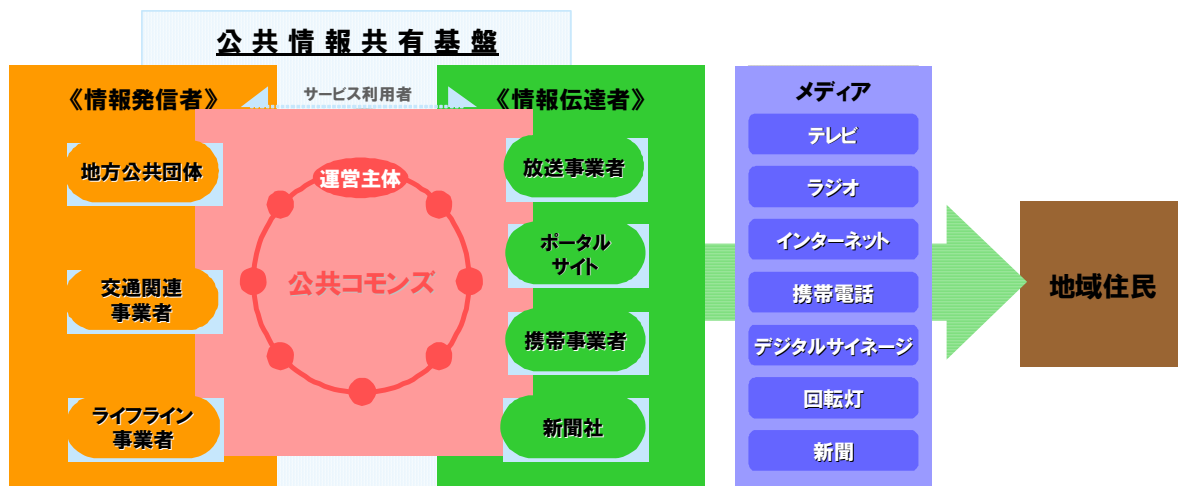 公共情報共有基盤
《情報発信者》
サービス利用者
《情報伝達者》
地方公共団体
交通関連
事業者
ライフライン
事業者
運営主体
公共コモンズ
放送事業者
ポータル
サイト
携帯事業者
新聞社
メディア
テレビ
ラジオ
インターネット
携帯電話
デジタルサイネージ
回転灯
新聞
地域住民